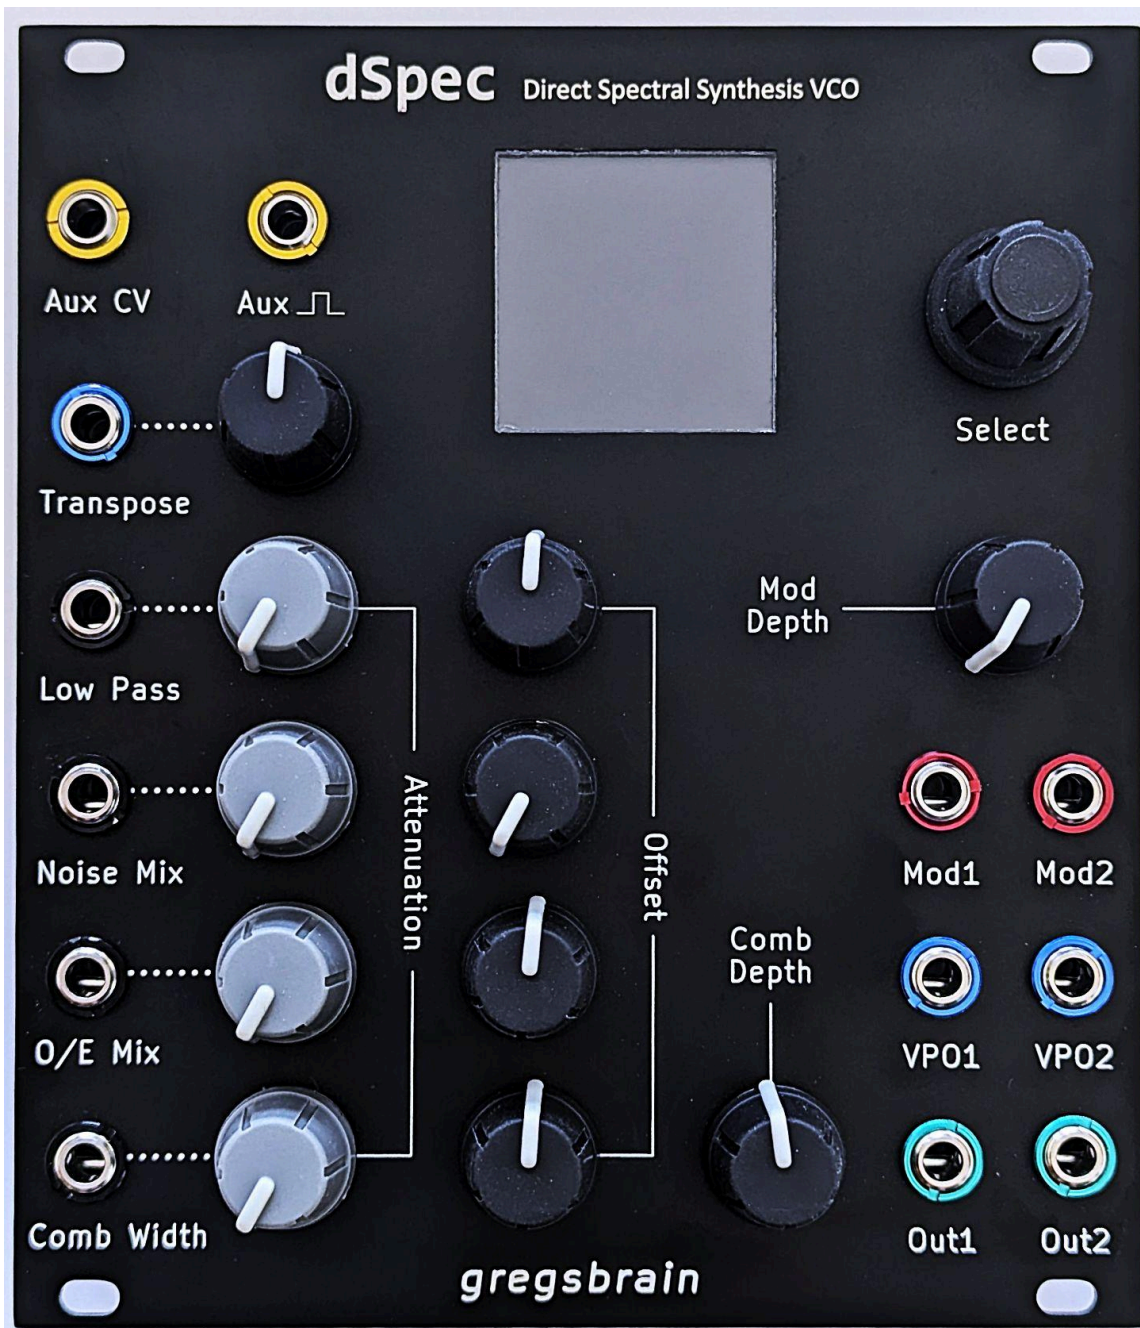 dSpec Direct Spectral Synthesis VCO
Aux CV
Aux
Select
Transpose
Mod
Depth
Low Pass
Attenuation
Offset
Noise Mix
Mod1
Mod2
Comb
Depth
O/E Mix
VPO1
VPO2
Comb Width
Out1
Out2
gregsbrain